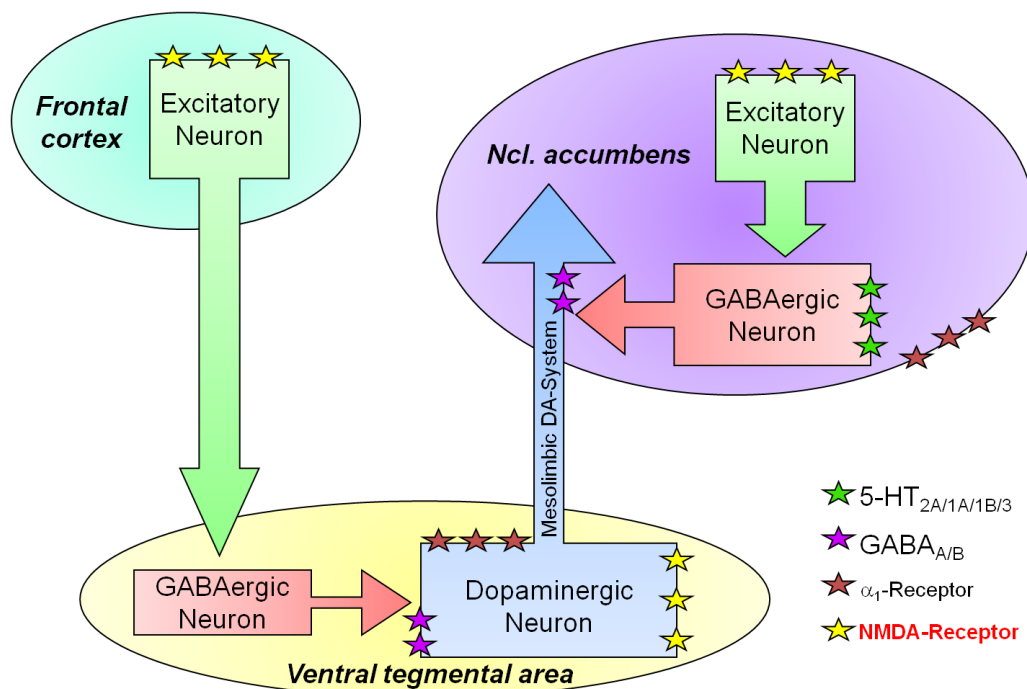 Frontal
cortex
Excitatory
Neuron
Ncl. accumbens
Excitatory
Neuron
GABAergic
Neuron
Mesolimbic DA-System
GABAergic
Neuron
Dopaminergic
Neuron
Ventral tegmental area
5-HT2A/1A/1B/3
GABAA/B
α1-Receptor
NMDA-Receptor